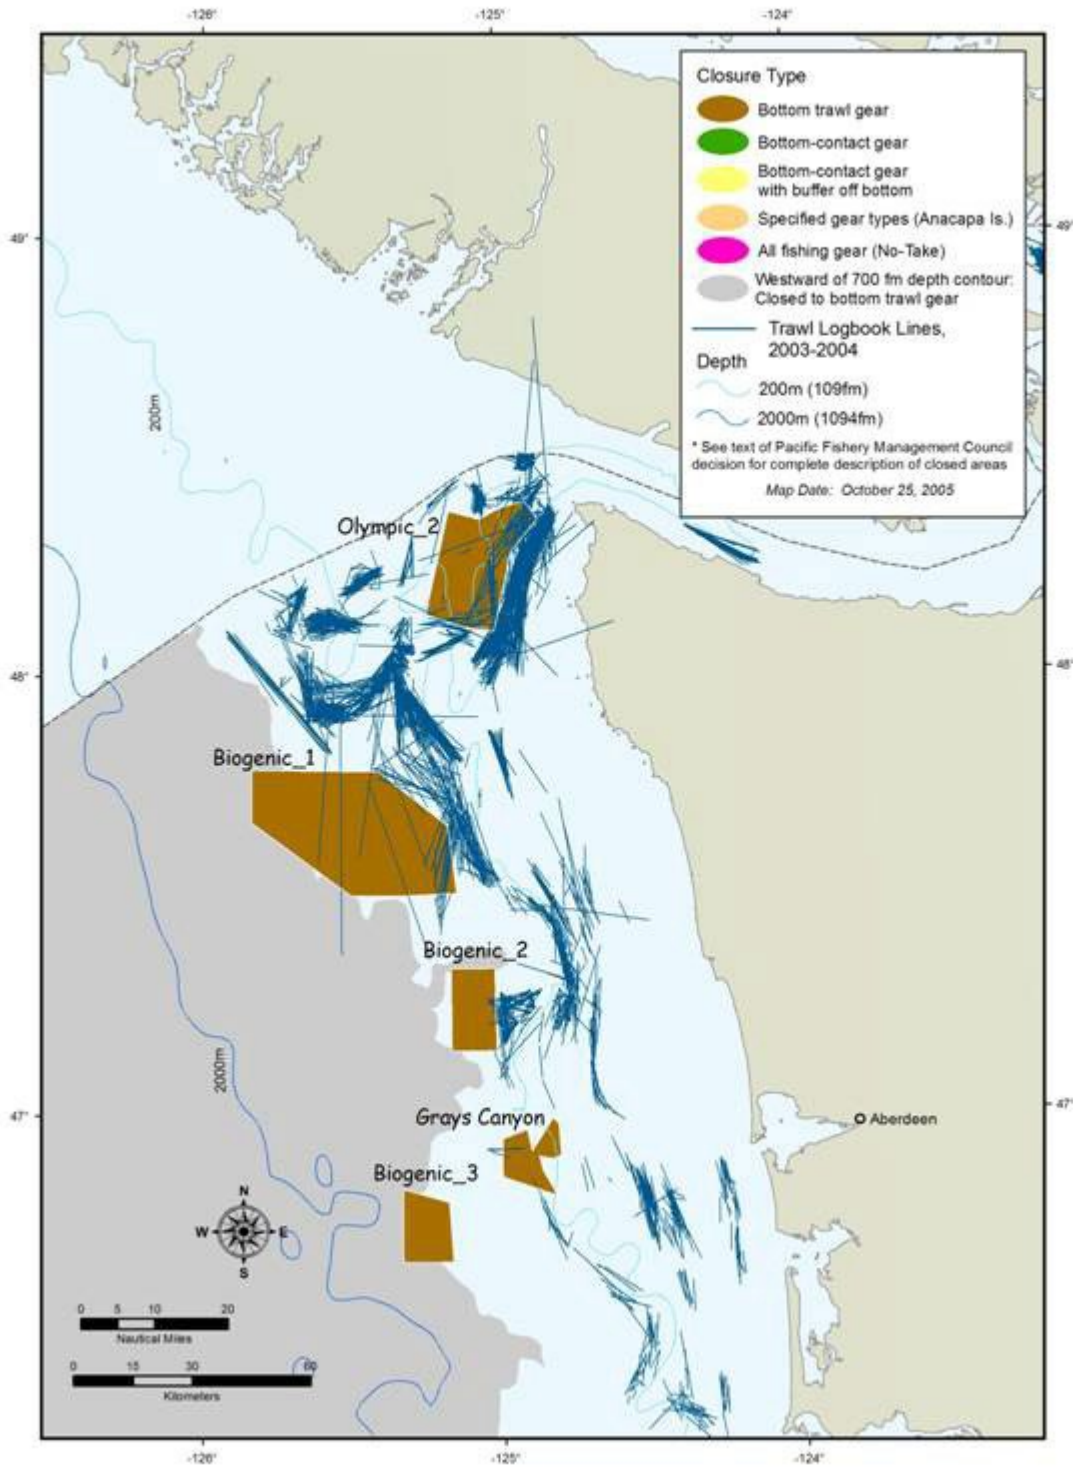 -126°
-125°
-124°
Closure Type
Bottom trawl gear
Bottom-contact gear
Bottom-contact gear
with buffer off bottom
Specified gear types (Anacapa Is.)
All fishing gear (No-Take)
Westward of 700 fm depth contour:
Closed to bottom trawl gear
Trawl Logbook Lines,
2003-2004
Depth
200m (109fm)
2000m (1094fm)
* See text of Pacific Fishery Management Council
decision for complete description of closed areas
Map Date: October 25, 2005
49°
49°
200m
Olympic_2
48°
48°
Biogenic_1
Biogenic_2
2000m
47°
47°
Grays Canyon
Aberdeen
Biogenic_3
N
W
E
S
0 5 10 20
Nautical Miles
0 15 30 60
Kilometers
-126°
-125°
-124°